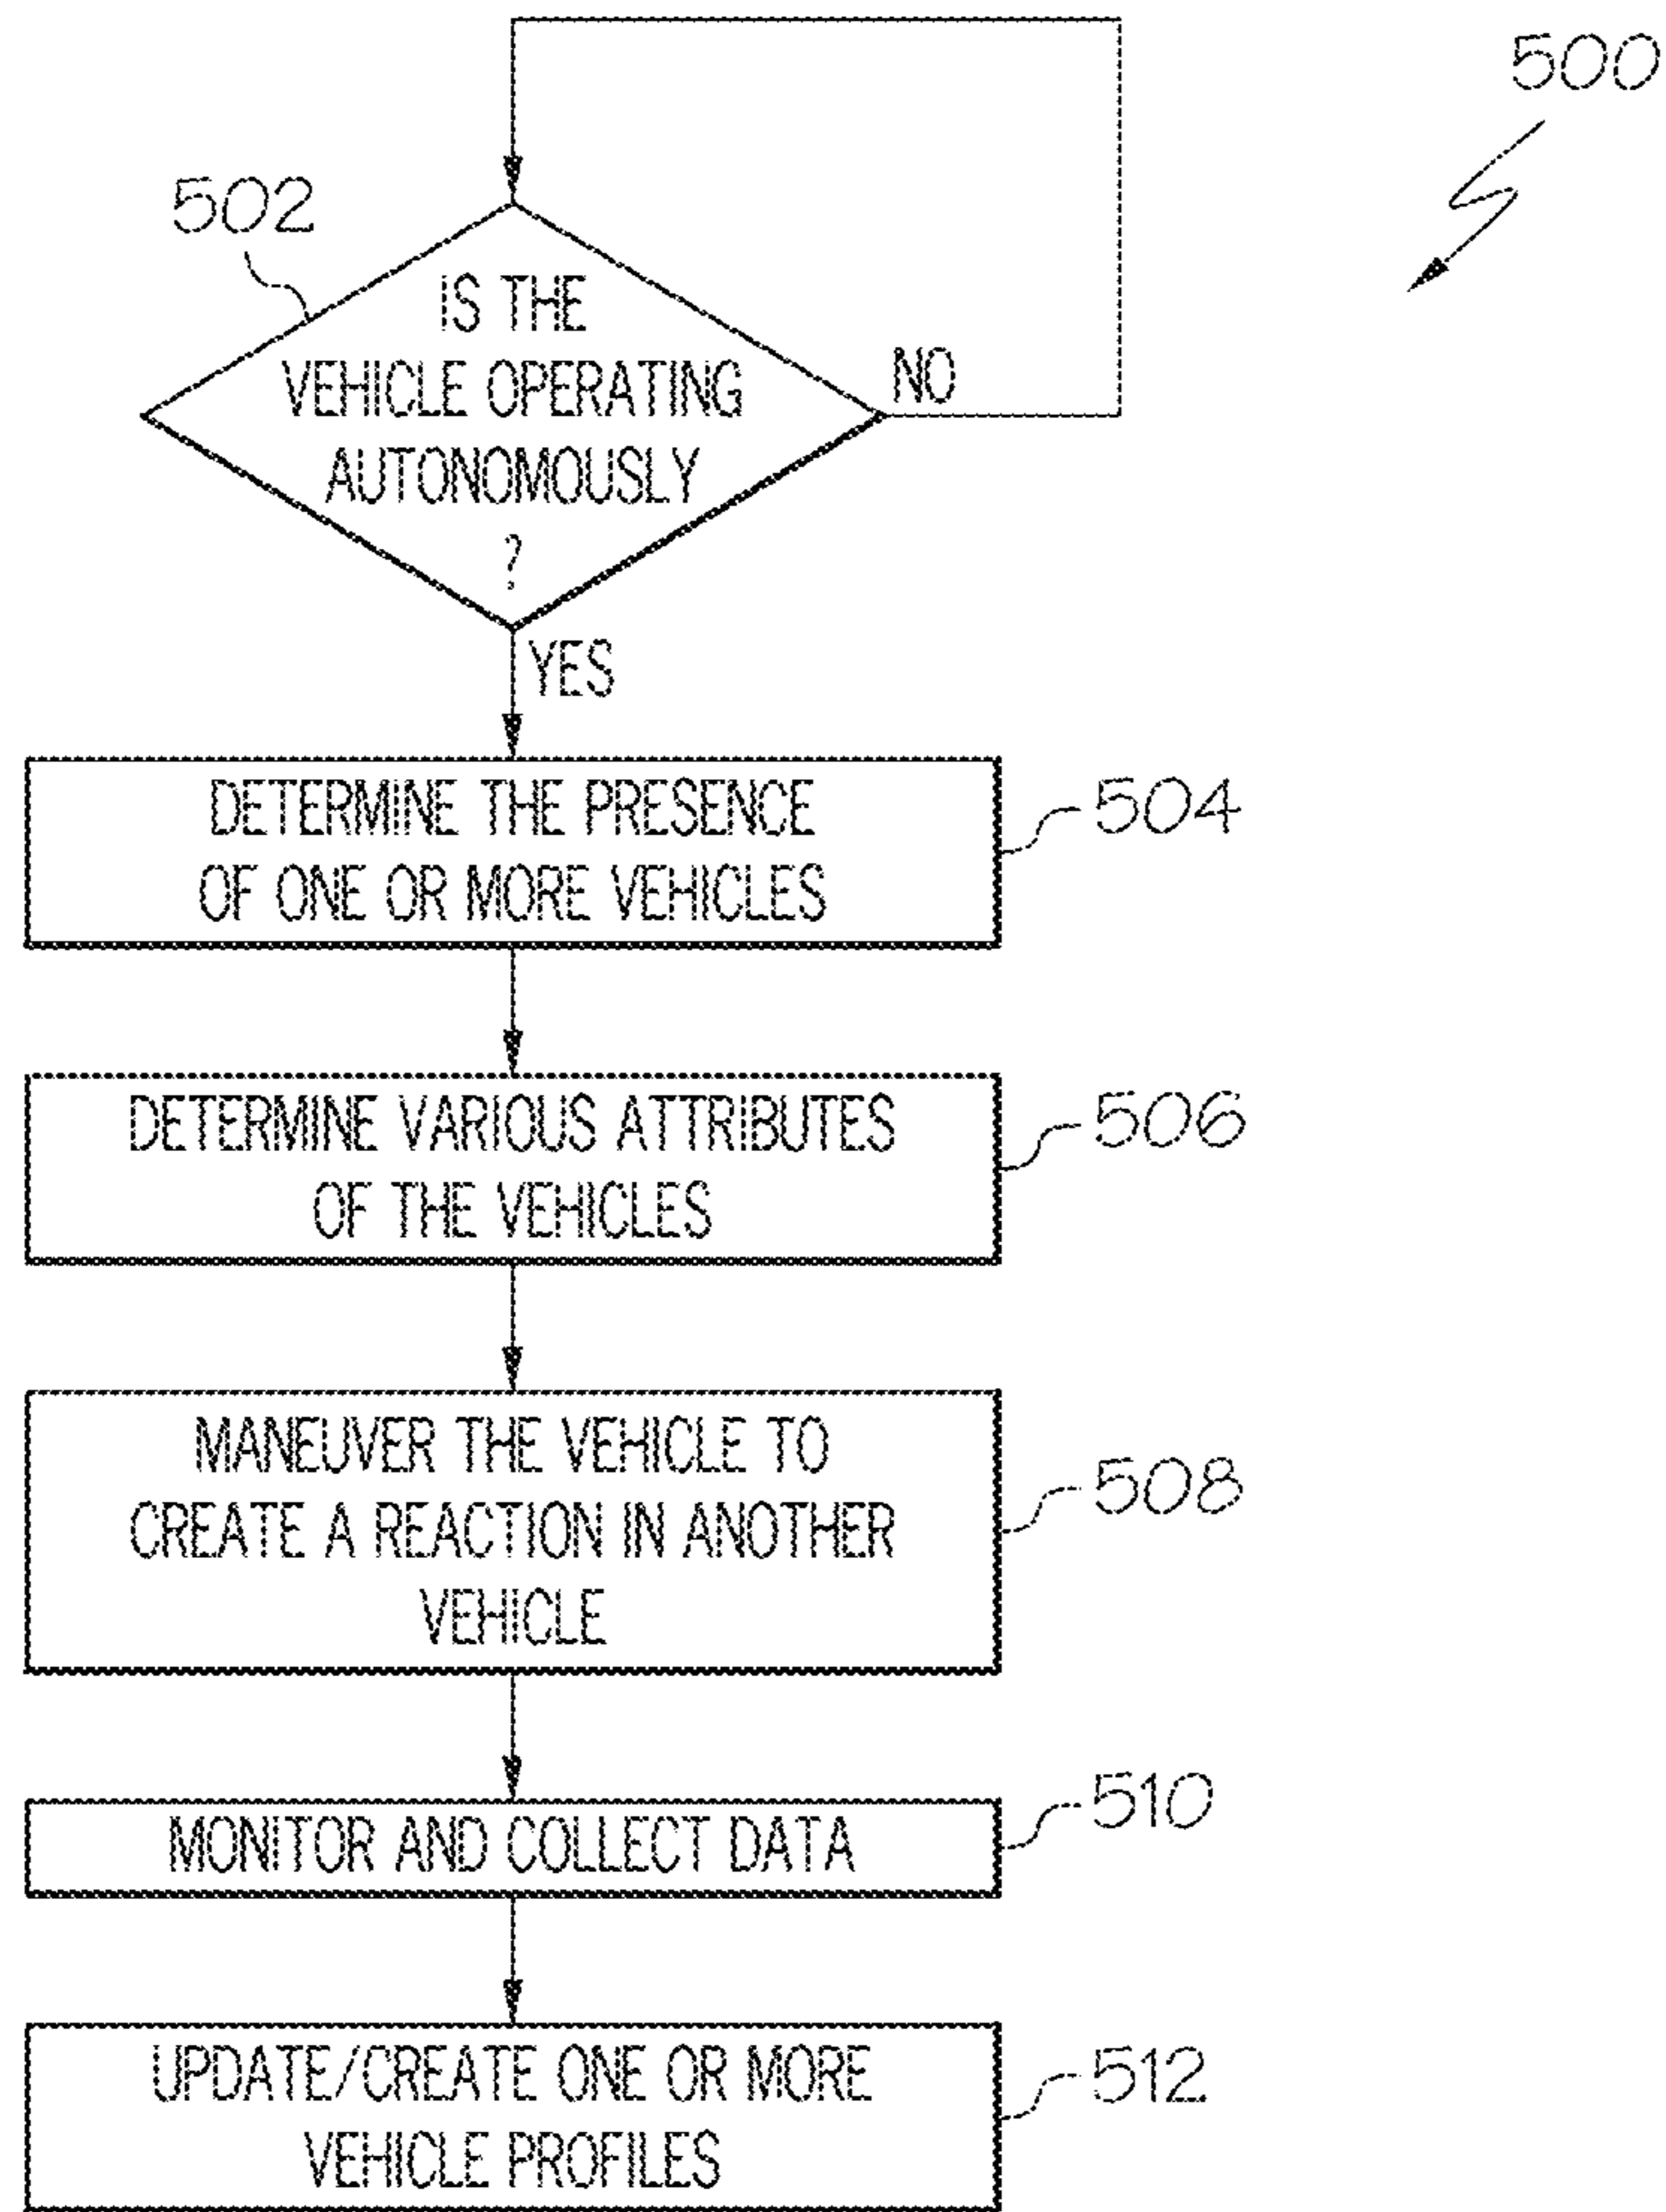 500
502
IS THE
VEHICLE OPERATING
AUTONOMOUSLY
?
NO
YES
DETERMINE THE PRESENCE
OF ONE OR MORE VEHICLES
504
DETERMINE VARIOUS ATTRIBUTES
OF THE VEHICLES
506
MANEUVER THE VEHICLE TO
CREATE A REACTION IN ANOTHER
VEHICLE
508
MONITOR AND COLLECT DATA
510
UPDATE/CREATE ONE OR MORE
VEHICLE PROFILES
512